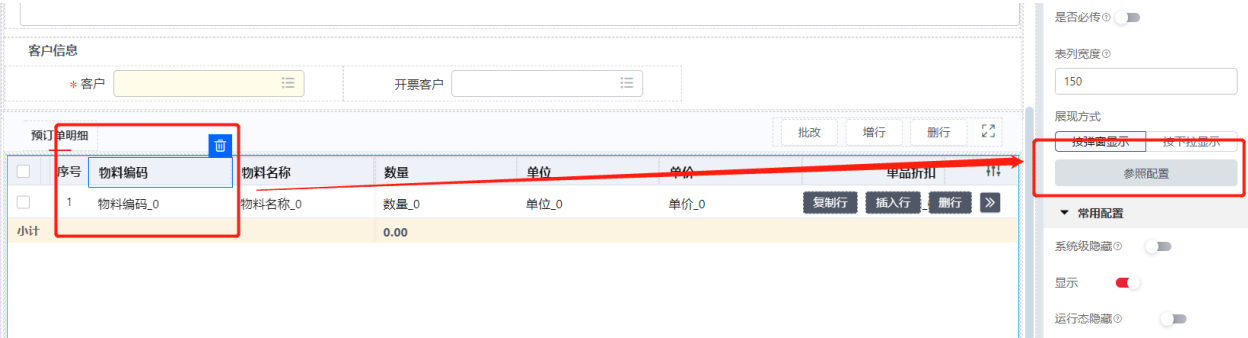 是否必传
表列宽度
150
客户信息
* 客户
开票客户
展现方式
按弹窗显示 按下拉显示
参照配置
预订单明细
批改 增行 删行
序号 物料编码 物料名称 数量 单位 单价 单品折扣
1 物料编码_0 物料名称_0 数量_0 单位_0 单价_0 复制行 插入行 删行
小计 0.00
常用配置
系统级隐藏
显示
运行态隐藏